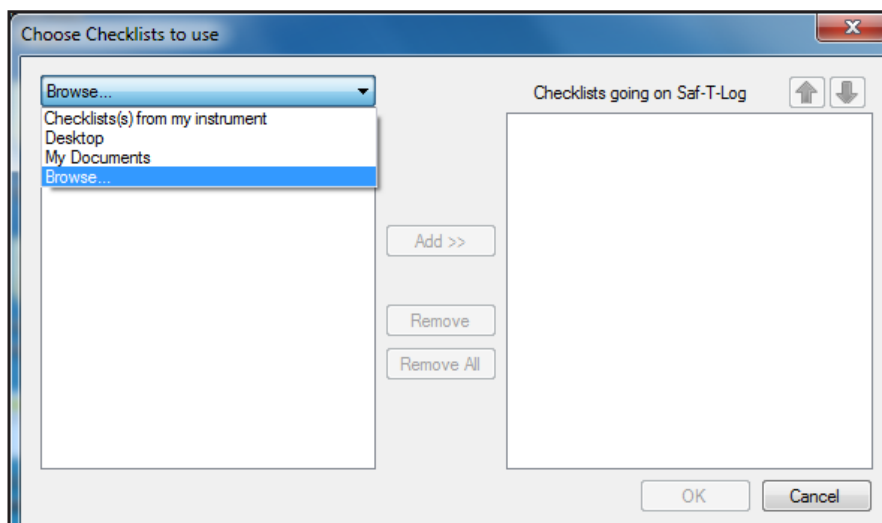 Choose Checklists to use
Browse...
Checklists going on Saf-T-Log
Checklists(s) from my instrument
Desktop
My Documents
Browse...
Add >>
Remove
Remove All
OK
Cancel